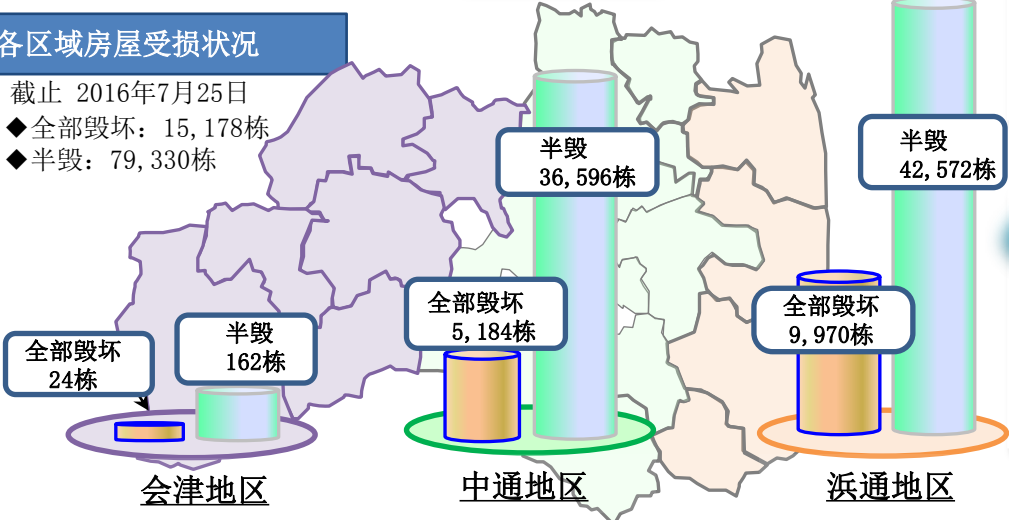 各区域房屋受损状况
截止 2016年7月25日
◆全部毁坏: 15,178栋
◆半毁: 79,330栋
半毁
36,596栋
半毁
42,572栋
全部毁坏
5,184栋
全部毁坏
9,970栋
全部毁坏
24栋
半毁
162栋
会津地区
中通地区
浜通地区